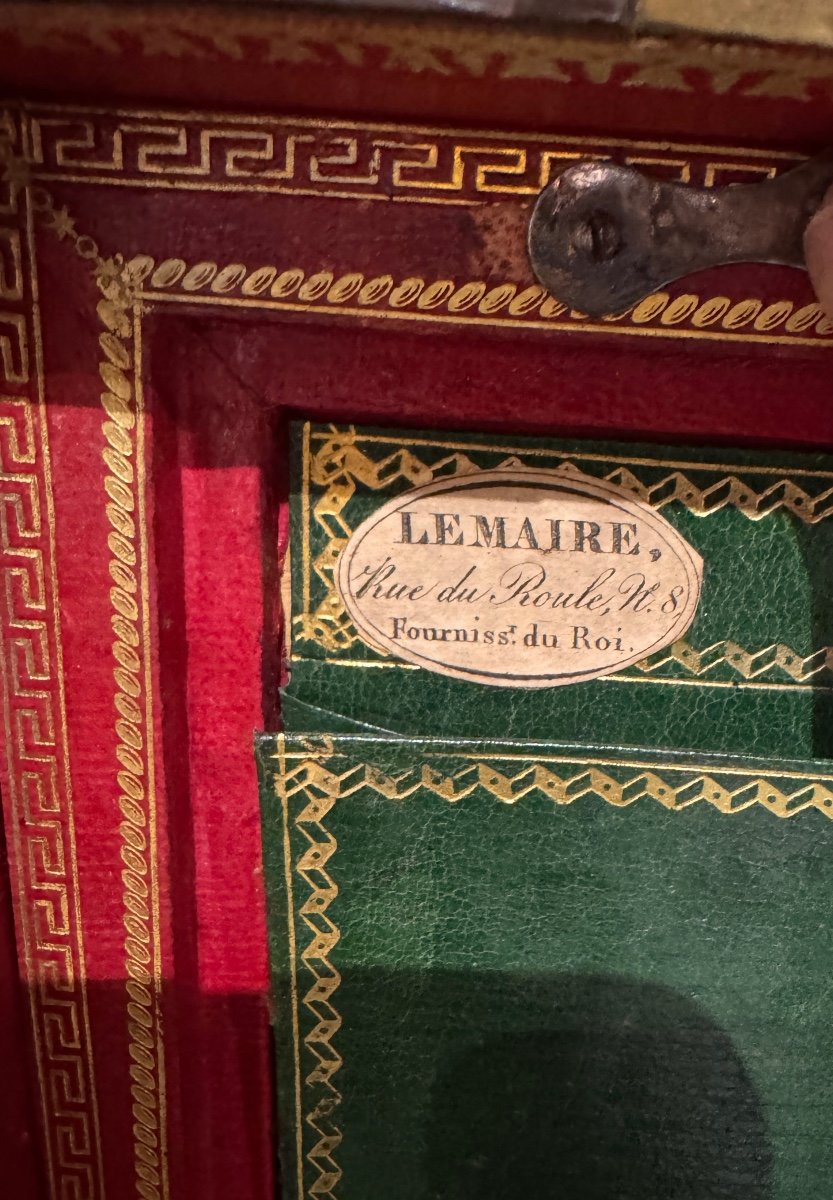 LEMAIRE,
Rue du Roule, N. 8,
Fourniss.r du Roi.